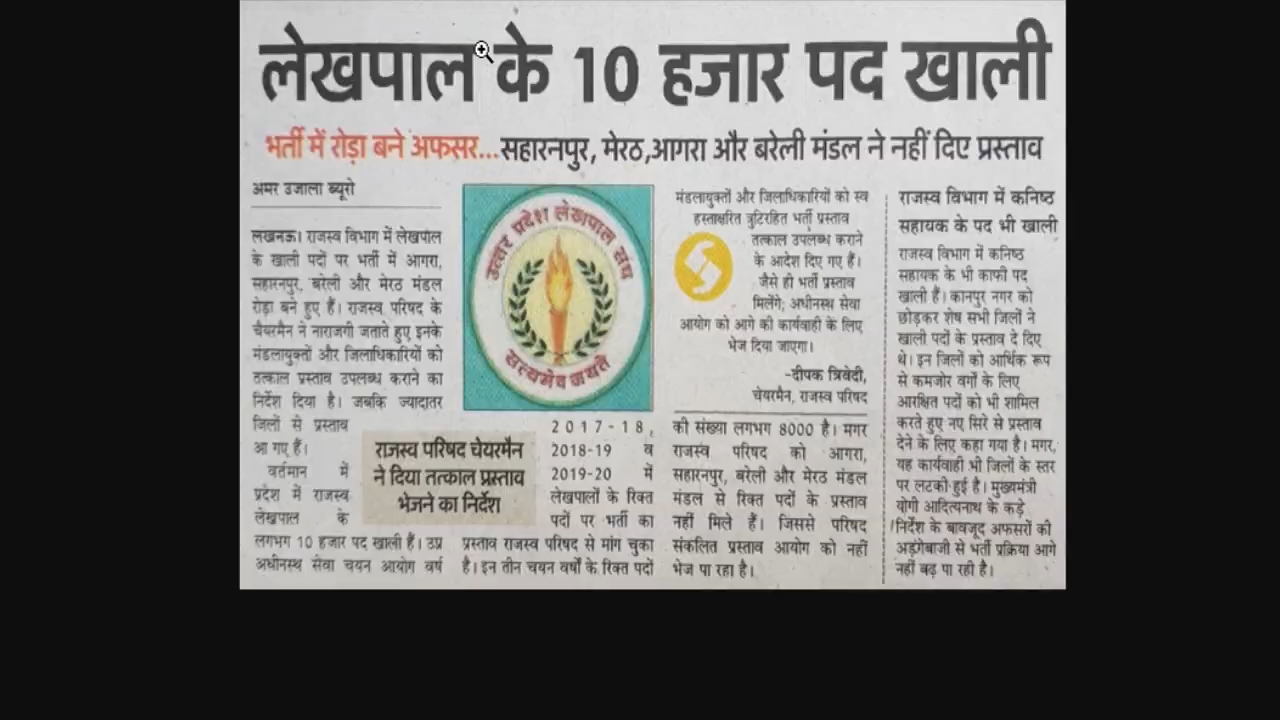 लेखपाल के 10 हजार पद खाली
भर्ती में रोड़ा बने अफसर...सहारनपुर, मेरठ,आगरा और बरेली मंडल ने नहीं दिए प्रस्ताव
अमर उजाला ब्यूरो
लखनऊ। राजस्व विभाग में लेखपाल
के खाली पदों पर भर्ती में आगरा,
सहारनपुर, बरेली और मेरठ मंडल
रोड़ा बने हुए हैं। राजस्व परिषद के
चेयरमैन ने नाराजगी जताते हुए इनके
मंडलायुक्तों और जिलाधिकारियों को
तत्काल प्रस्ताव उपलब्ध कराने का
निर्देश दिया है। जबकि ज्यादातर
जिलों से प्रस्ताव
आ गए हैं।
वर्तमान में
प्रदेश में राजस्व
लेखपाल के
लगभग 10 हजार पद खाली हैं। उप्र
अधीनस्थ सेवा चयन आयोग वर्ष
राजस्व परिषद चेयरमैन
ने दिया तत्काल प्रस्ताव
भेजने का निर्देश
उत्तर प्रदेश लेखपाल संघ
सत्यमेव जयते
2017-18,
2018-19 व
2019-20 में
लेखपालों के रिक्त
पदों पर भर्ती का
प्रस्ताव राजस्व परिषद से मांग चुका
है। इन तीन चयन वर्षों के रिक्त पदों
मंडलायुक्तों और जिलाधिकारियों को स्व
हस्ताक्षरित त्रुटिरहित भर्ती प्रस्ताव
तत्काल उपलब्ध कराने
के आदेश दिए गए हैं।
जैसे ही भर्ती प्रस्ताव
मिलेंगे; अधीनस्थ सेवा
आयोग को आगे की कार्यवाही के लिए
भेज दिया जाएगा।
-दीपक त्रिवेदी,
चेयरमैन, राजस्व परिषद
की संख्या लगभग 8000 है। मगर
राजस्व परिषद को आगरा,
सहारनपुर, बरेली और मेरठ मंडल
मंडल से रिक्त पदों के प्रस्ताव
नहीं मिले हैं। जिससे परिषद
संकलित प्रस्ताव आयोग को नहीं
भेज पा रहा है।
राजस्व विभाग में कनिष्ठ
सहायक के पद भी खाली
राजस्व विभाग में कनिष्ठ
सहायक के भी काफी पद
खाली हैं। कानपुर नगर को
छोड़कर शेष सभी जिलों ने
खाली पदों के प्रस्ताव दे दिए
थे। इन जिलों को आर्थिक रूप
से कमजोर वर्गों के लिए
आरक्षित पदों को भी शामिल
करते हुए नए सिरे से प्रस्ताव
देने के लिए कहा गया है। मगर,
यह कार्यवाही भी जिलों के स्तर
पर लटकी हुई है। मुख्यमंत्री
योगी आदित्यनाथ के कड़े
निर्देश के बावजूद अफसरों की
अड़ंगेबाजी से भर्ती प्रक्रिया आगे
नहीं बढ़ पा रही है।